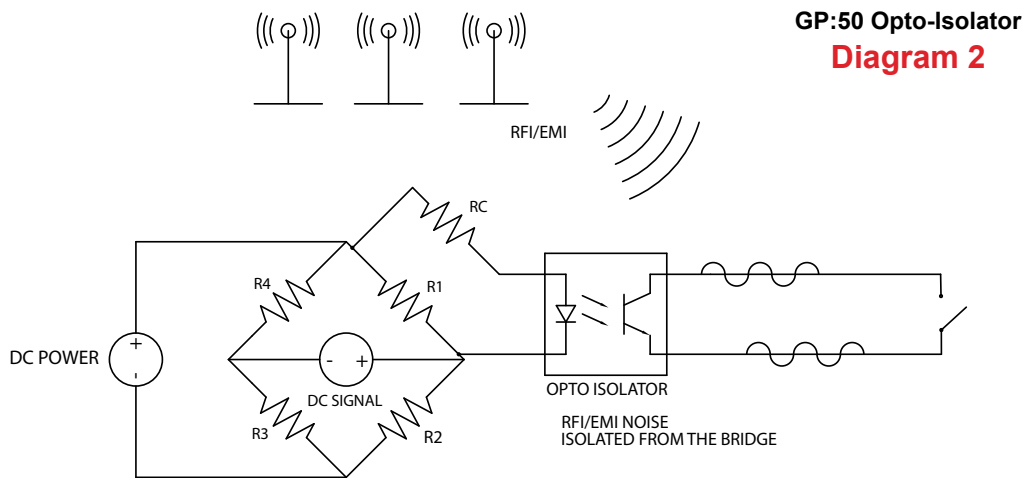 GP:50 Opto-Isolator
Diagram 2
RFI/EMI
RC
R4
R1
DC POWER
+
-
-
+
DC SIGNAL
R3
R2
OPTO ISOLATOR
RFI/EMI NOISE
ISOLATED FROM THE BRIDGE